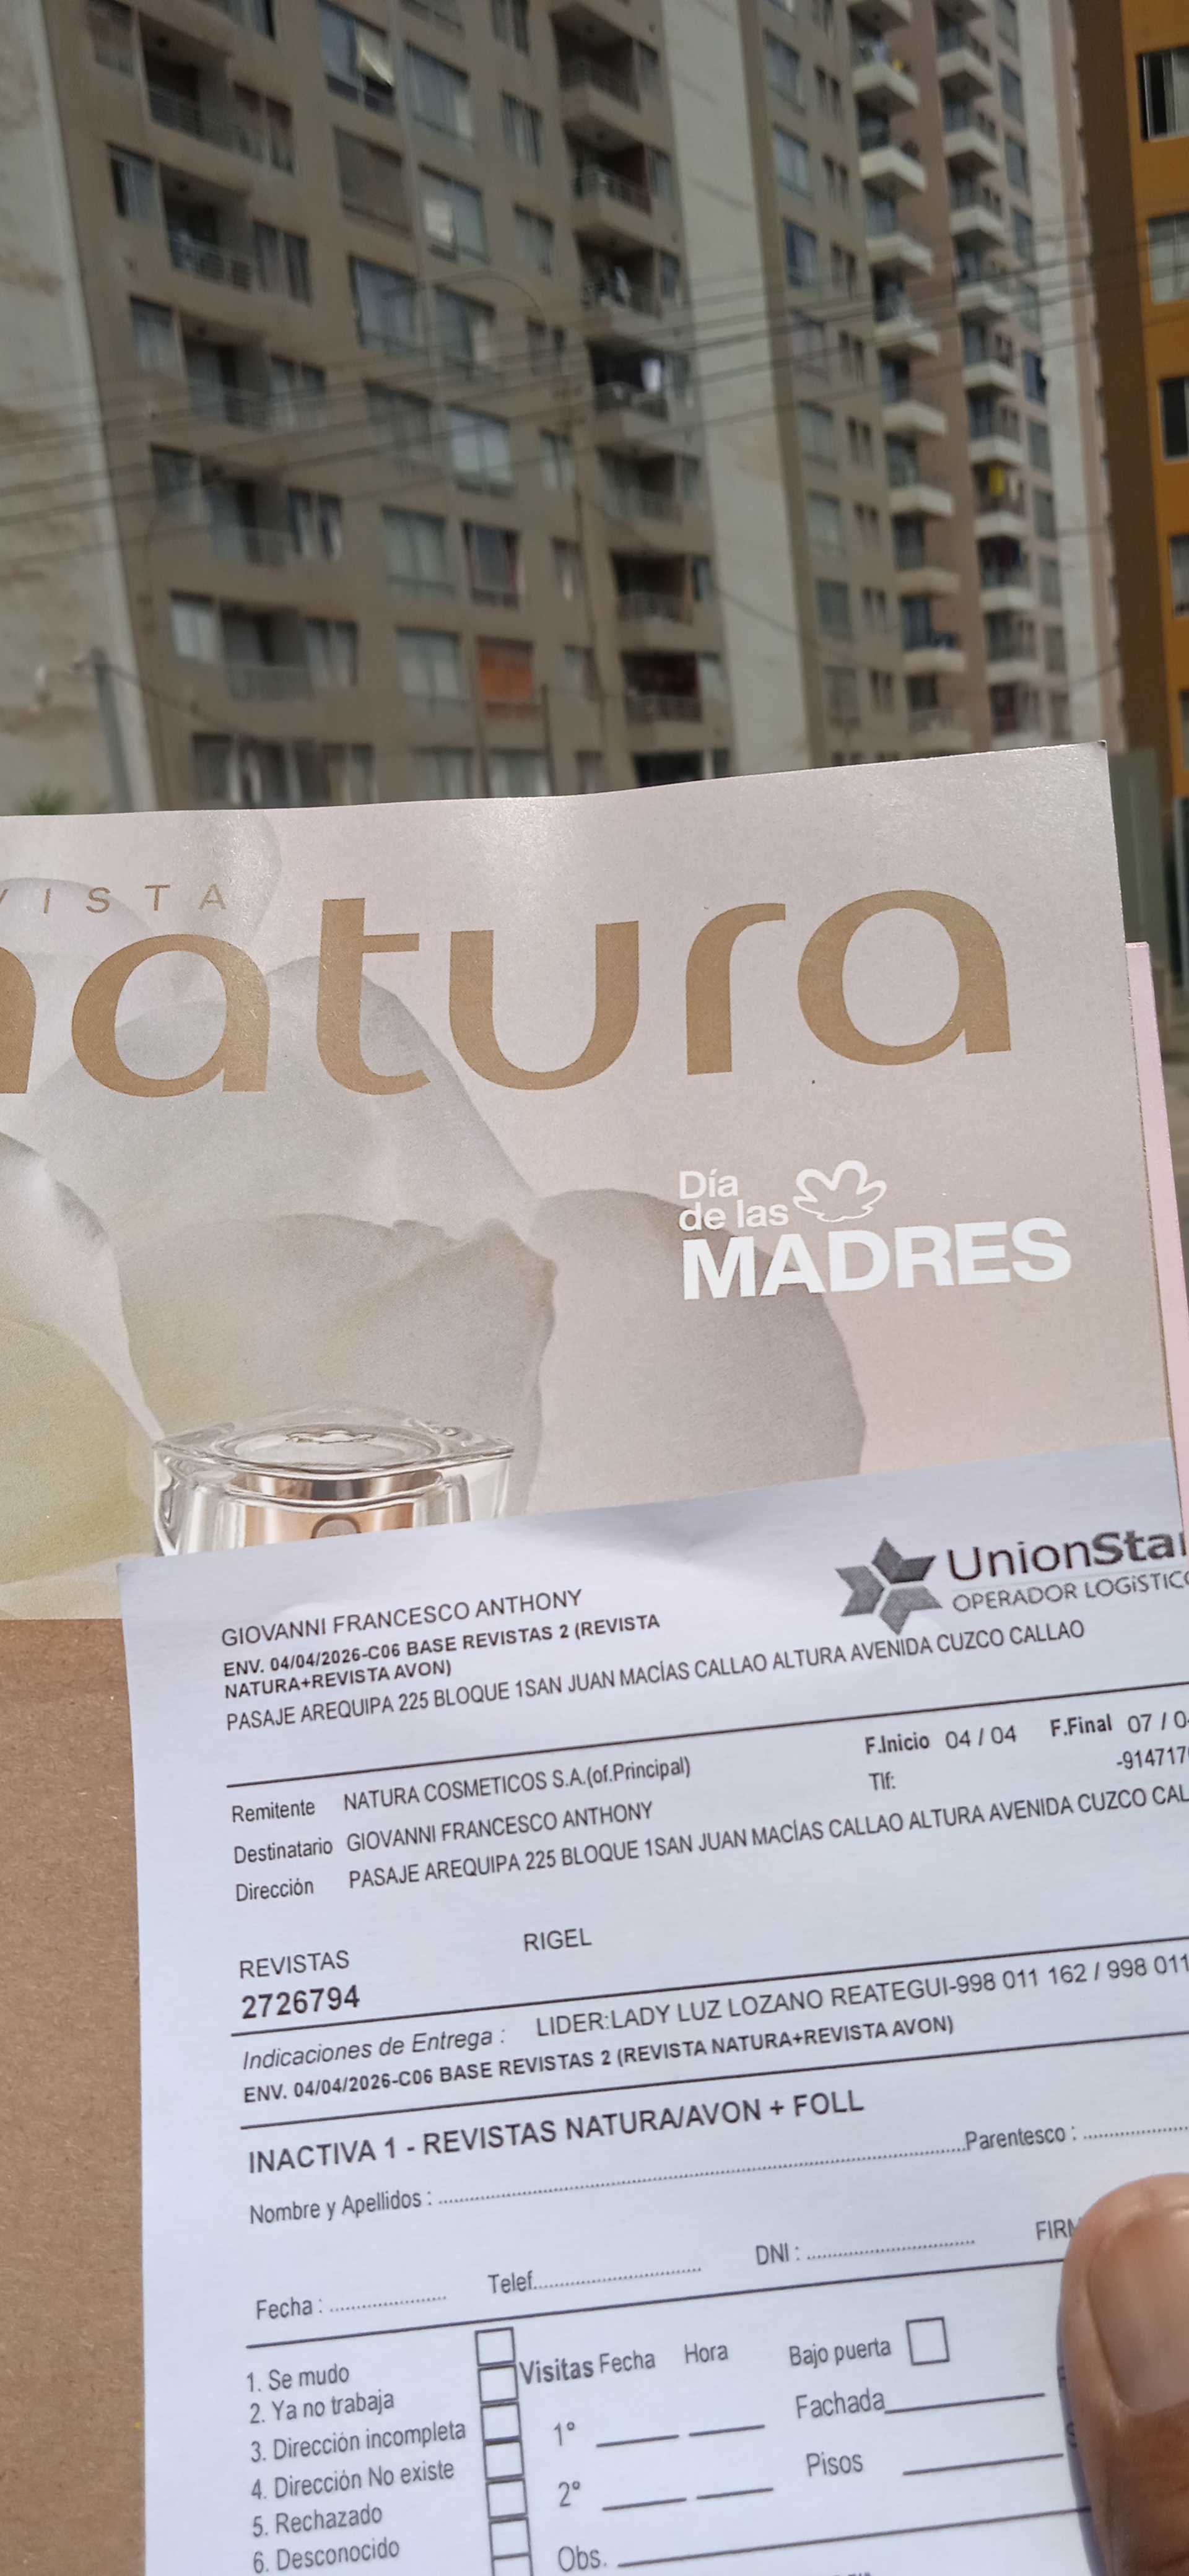 VISTA
natura
Día
de las
MADRES
UnionStar
OPERADOR LOGíSTICO
GIOVANNI FRANCESCO ANTHONY
ENV. 04/04/2026-C06 BASE REVISTAS 2 (REVISTA
NATURA+REVISTA AVON)
PASAJE AREQUIPA 225 BLOQUE 1SAN JUAN MACÍAS CALLAO ALTURA AVENIDA CUZCO CALLAO
F.Inicio 04 / 04 F.Final 07 / 0
Remitente NATURA COSMETICOS S.A.(of.Principal)
Tlf: -914717
Destinatario GIOVANNI FRANCESCO ANTHONY
Dirección PASAJE AREQUIPA 225 BLOQUE 1SAN JUAN MACÍAS CALLAO ALTURA AVENIDA CUZCO CAL
REVISTAS RIGEL
2726794
Indicaciones de Entrega : LIDER:LADY LUZ LOZANO REATEGUI-998 011 162 / 998 011
ENV. 04/04/2026-C06 BASE REVISTAS 2 (REVISTA NATURA+REVISTA AVON)
INACTIVA 1 - REVISTAS NATURA/AVON + FOLL
Nombre y Apellidos : Parentesco :
Fecha : Telef. DNI : FIRM
1. Se mudo
2. Ya no trabaja
3. Dirección incompleta
4. Dirección No existe
5. Rechazado
6. Desconocido
Visitas Fecha Hora Bajo puerta
1° Fachada
2° Pisos
Obs.